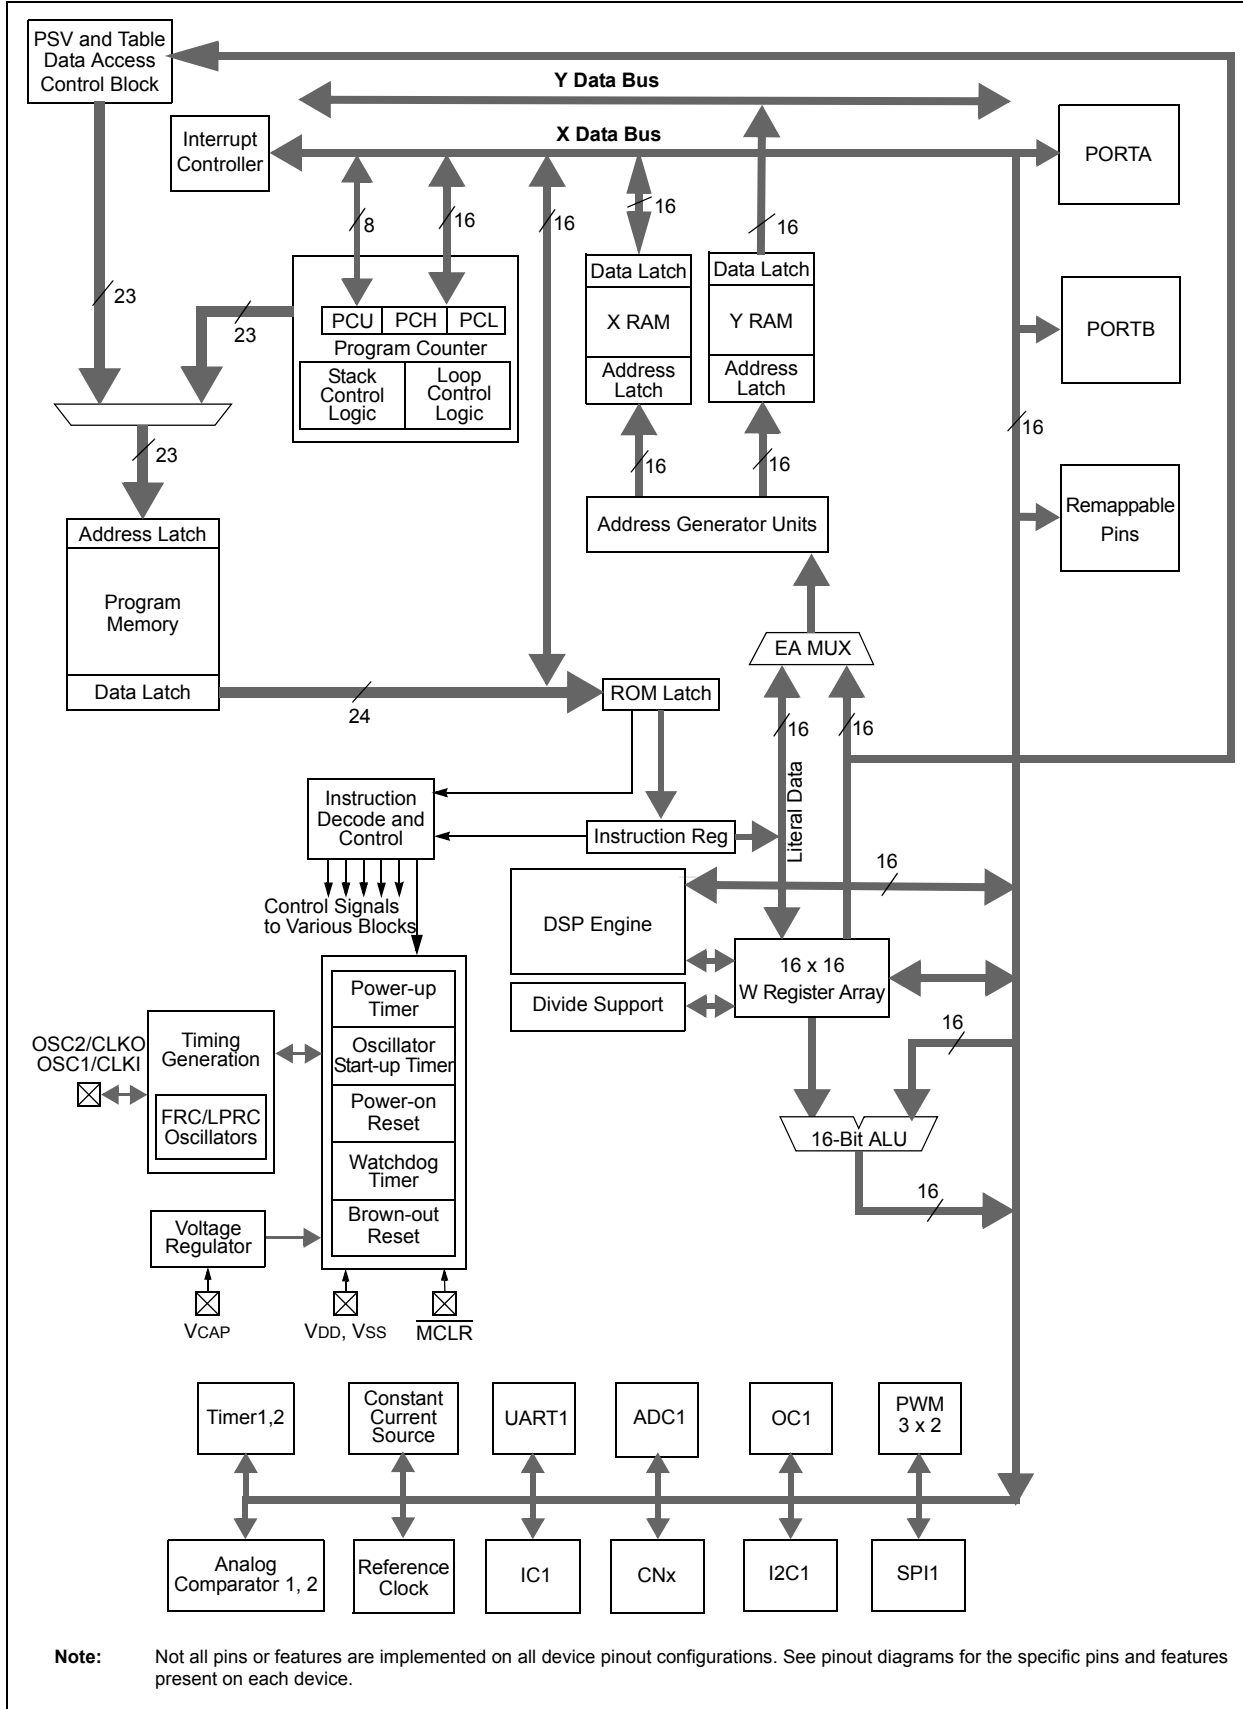 PSV and Table
Data Access
Control Block
Y Data Bus
X Data Bus
Interrupt
Controller
PORTA
8
16
16
16
16
23
23
Data Latch
X RAM
Address
Latch
Data Latch
Y RAM
Address
Latch
PCU
PCH
PCL
Program Counter
Stack
Control
Logic
Loop
Control
Logic
PORTB
16
23
16
16
Address Latch
Program
Memory
Data Latch
Address Generator Units
Remappable
Pins
EA MUX
24
ROM Latch
16
16
Literal Data
Instruction
Decode and
Control
Instruction Reg
Control Signals
to Various Blocks
16
DSP Engine
16 x 16
W Register Array
Divide Support
Power-up
Timer
Oscillator
Start-up Timer
Power-on
Reset
Watchdog
Timer
Brown-out
Reset
OSC2/CLKO
OSC1/CLKI
Timing
Generation
FRC/LPRC
Oscillators
16
16-Bit ALU
16
Voltage
Regulator
VCAP
VDD, VSS
MCLR
Timer1,2
Constant
Current
Source
UART1
ADC1
OC1
PWM
3 x 2
Analog
Comparator 1, 2
Reference
Clock
IC1
CNx
I2C1
SPI1
Note: Not all pins or features are implemented on all device pinout configurations. See pinout diagrams for the specific pins and features
present on each device.